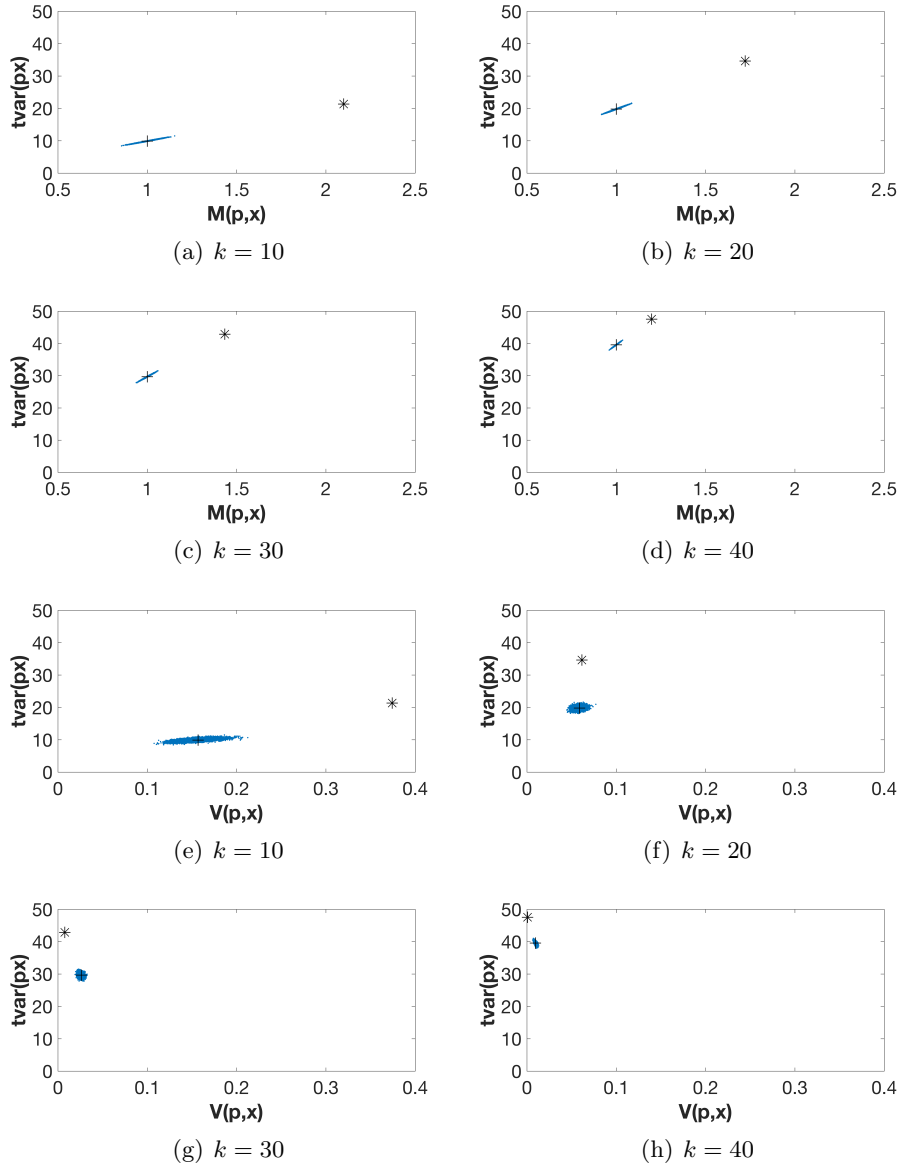 50
40
30
20
10
0
tvar(px)
0.5 1 1.5 2 2.5
M(p,x)
(a) k = 10
50
40
30
20
10
0
tvar(px)
0.5 1 1.5 2 2.5
M(p,x)
(b) k = 20
50
40
30
20
10
0
tvar(px)
0.5 1 1.5 2 2.5
M(p,x)
(c) k = 30
50
40
30
20
10
0
tvar(px)
0.5 1 1.5 2 2.5
M(p,x)
(d) k = 40
50
40
30
20
10
0
tvar(px)
0 0.1 0.2 0.3 0.4
V(p,x)
(e) k = 10
50
40
30
20
10
0
tvar(px)
0 0.1 0.2 0.3 0.4
V(p,x)
(f) k = 20
50
40
30
20
10
0
tvar(px)
0 0.1 0.2 0.3 0.4
V(p,x)
(g) k = 30
50
40
30
20
10
0
tvar(px)
0 0.1 0.2 0.3 0.4
V(p,x)
(h) k = 40